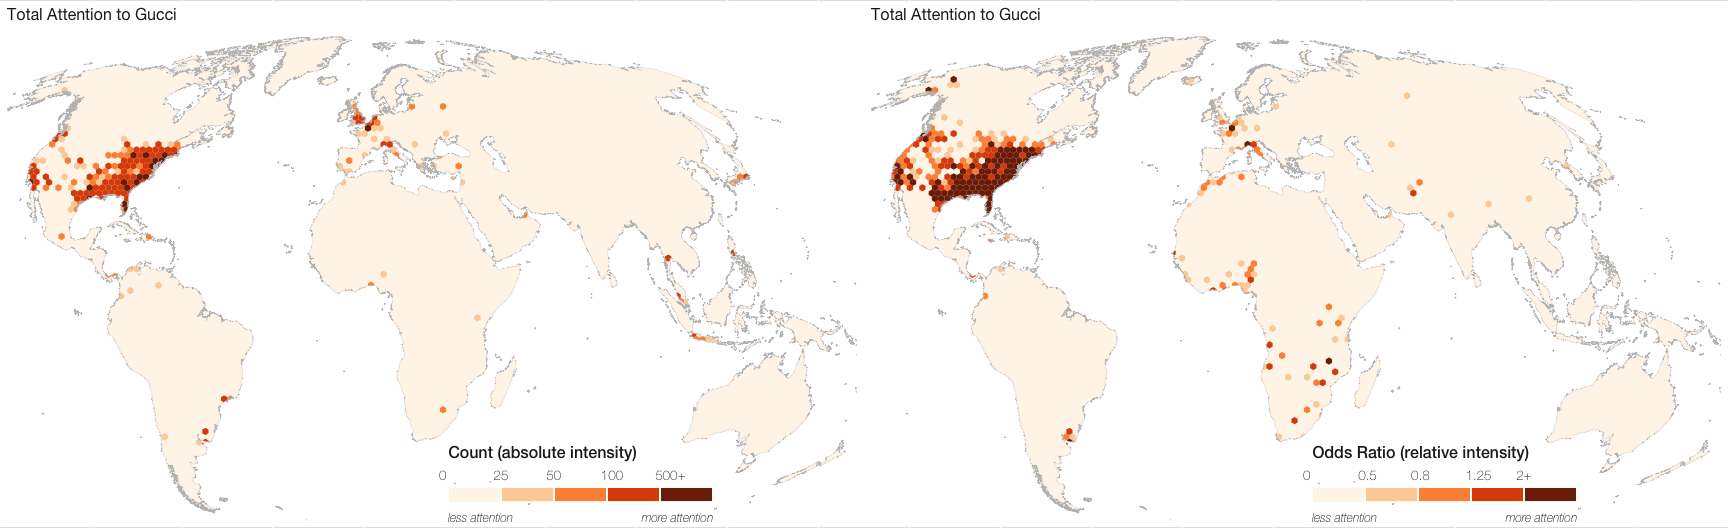 Total Attention to Gucci
Count (absolute intensity)
0 25 50 100 500+
less attention more attention
Total Attention to Gucci
Odds Ratio (relative intensity)
0 0.5 0.8 1.25 2+
less attention more attention